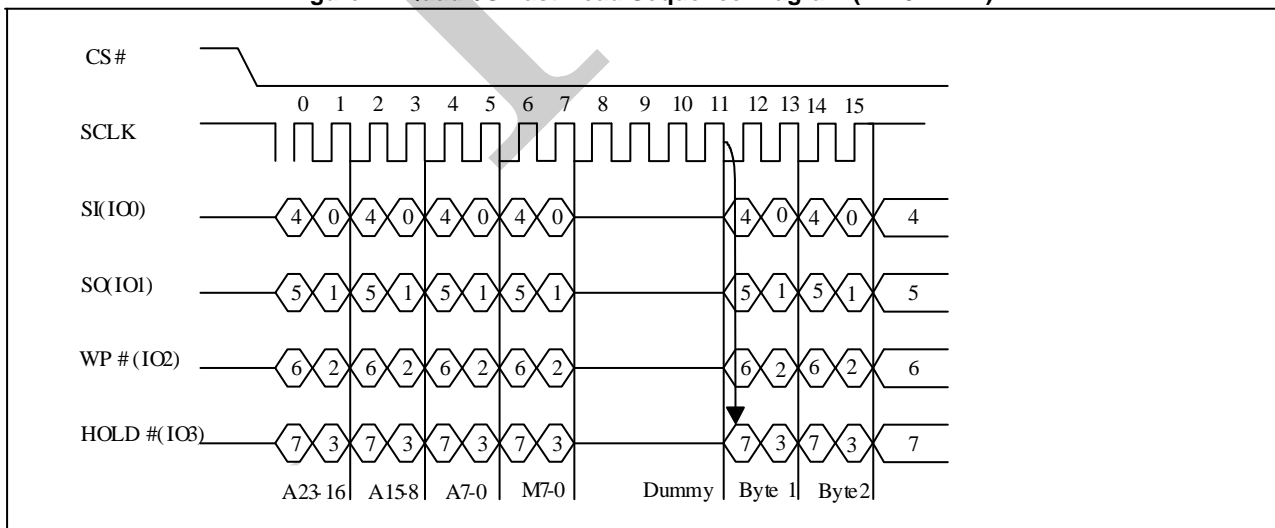 CS#
0 1 2 3 4 5 6 7 8 9 10 11 12 13 14 15
SCLK
SI(IO0) 4 0 4 0 4 0 4 0 4 0 4 0 4
SO(IO1) 5 1 5 1 5 1 5 1 5 1 5 1 5
WP #(IO2) 6 2 6 2 6 2 6 2 6 2 6 2 6
HOLD #(IO3) 7 3 7 3 7 3 7 3 7 3 7 3 7
A23-16 A15-8 A7-0 M7-0 Dummy Byte 1 Byte2